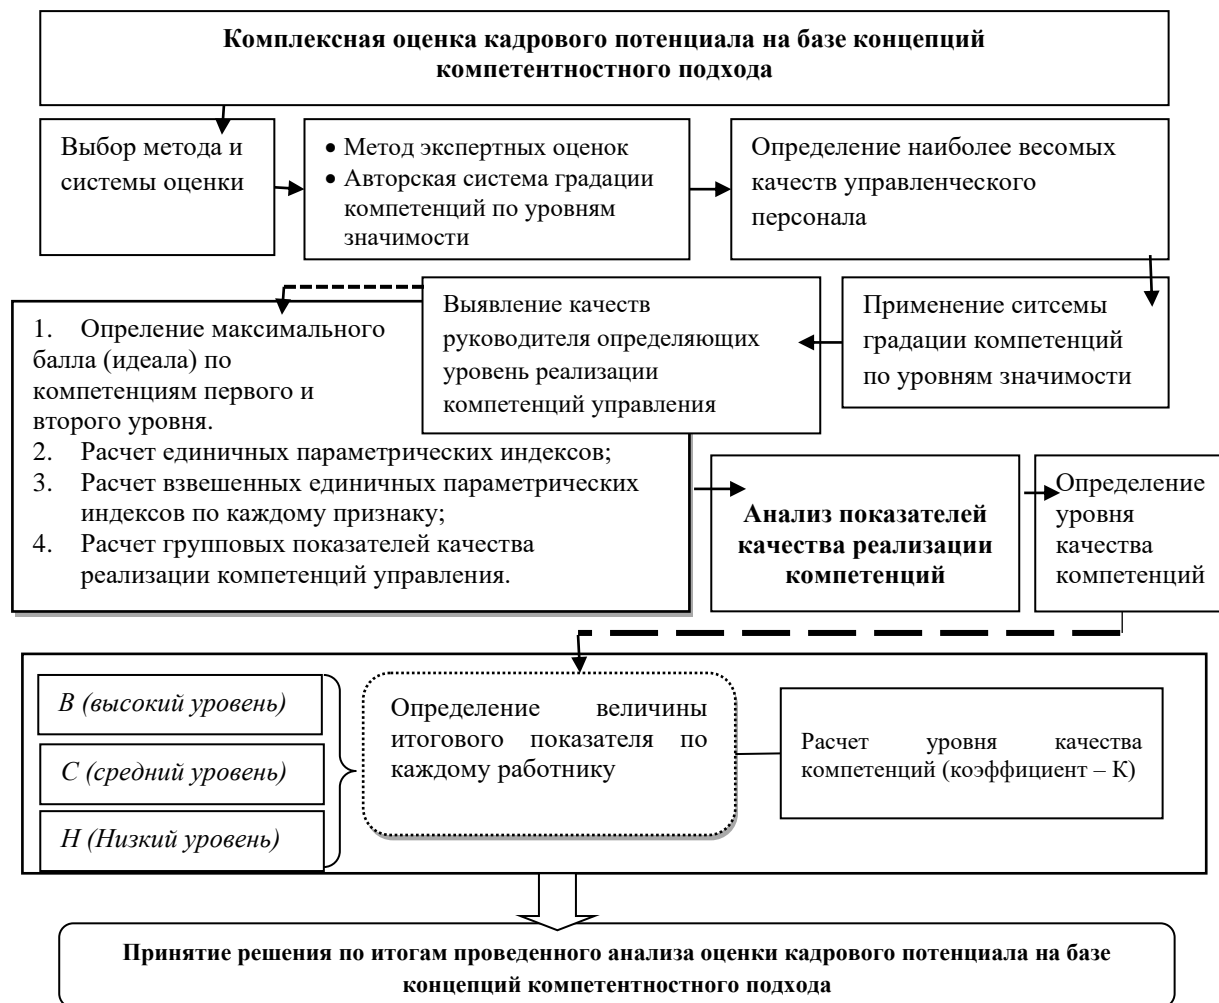 Комплексная оценка кадрового потенциала на базе концепций
компетентностного подхода
Выбор метода и
системы оценки
• Метод экспертных оценок
• Авторская система градации
компетенций по уровням
значимости
Определение наиболее весомых
качеств управленческого
персонала
Применение ситсемы
градации компетенций
по уровням значимости
Выявление качеств
руководителя определяющих
уровень реализации
компетенций управления
1. Опреление максимального
балла (идеала) по
компетенциям первого и
второго уровня.
2. Расчет единичных параметрических индексов;
3. Расчет взвешенных единичных параметрических
индексов по каждому признаку;
4. Расчет групповых показателей качества
реализации компетенций управления.
Анализ показателей
качества реализации
компетенций
Определение
уровня
качества
компетенций
В (высокий уровень)
С (средний уровень)
Н (Низкий уровень)
Определение величины
итогового показателя по
каждому работнику
Расчет уровня качества
компетенций (коэффициент – К)
Принятие решения по итогам проведенного анализа оценки кадрового потенциала на базе
концепций компетентностного подхода